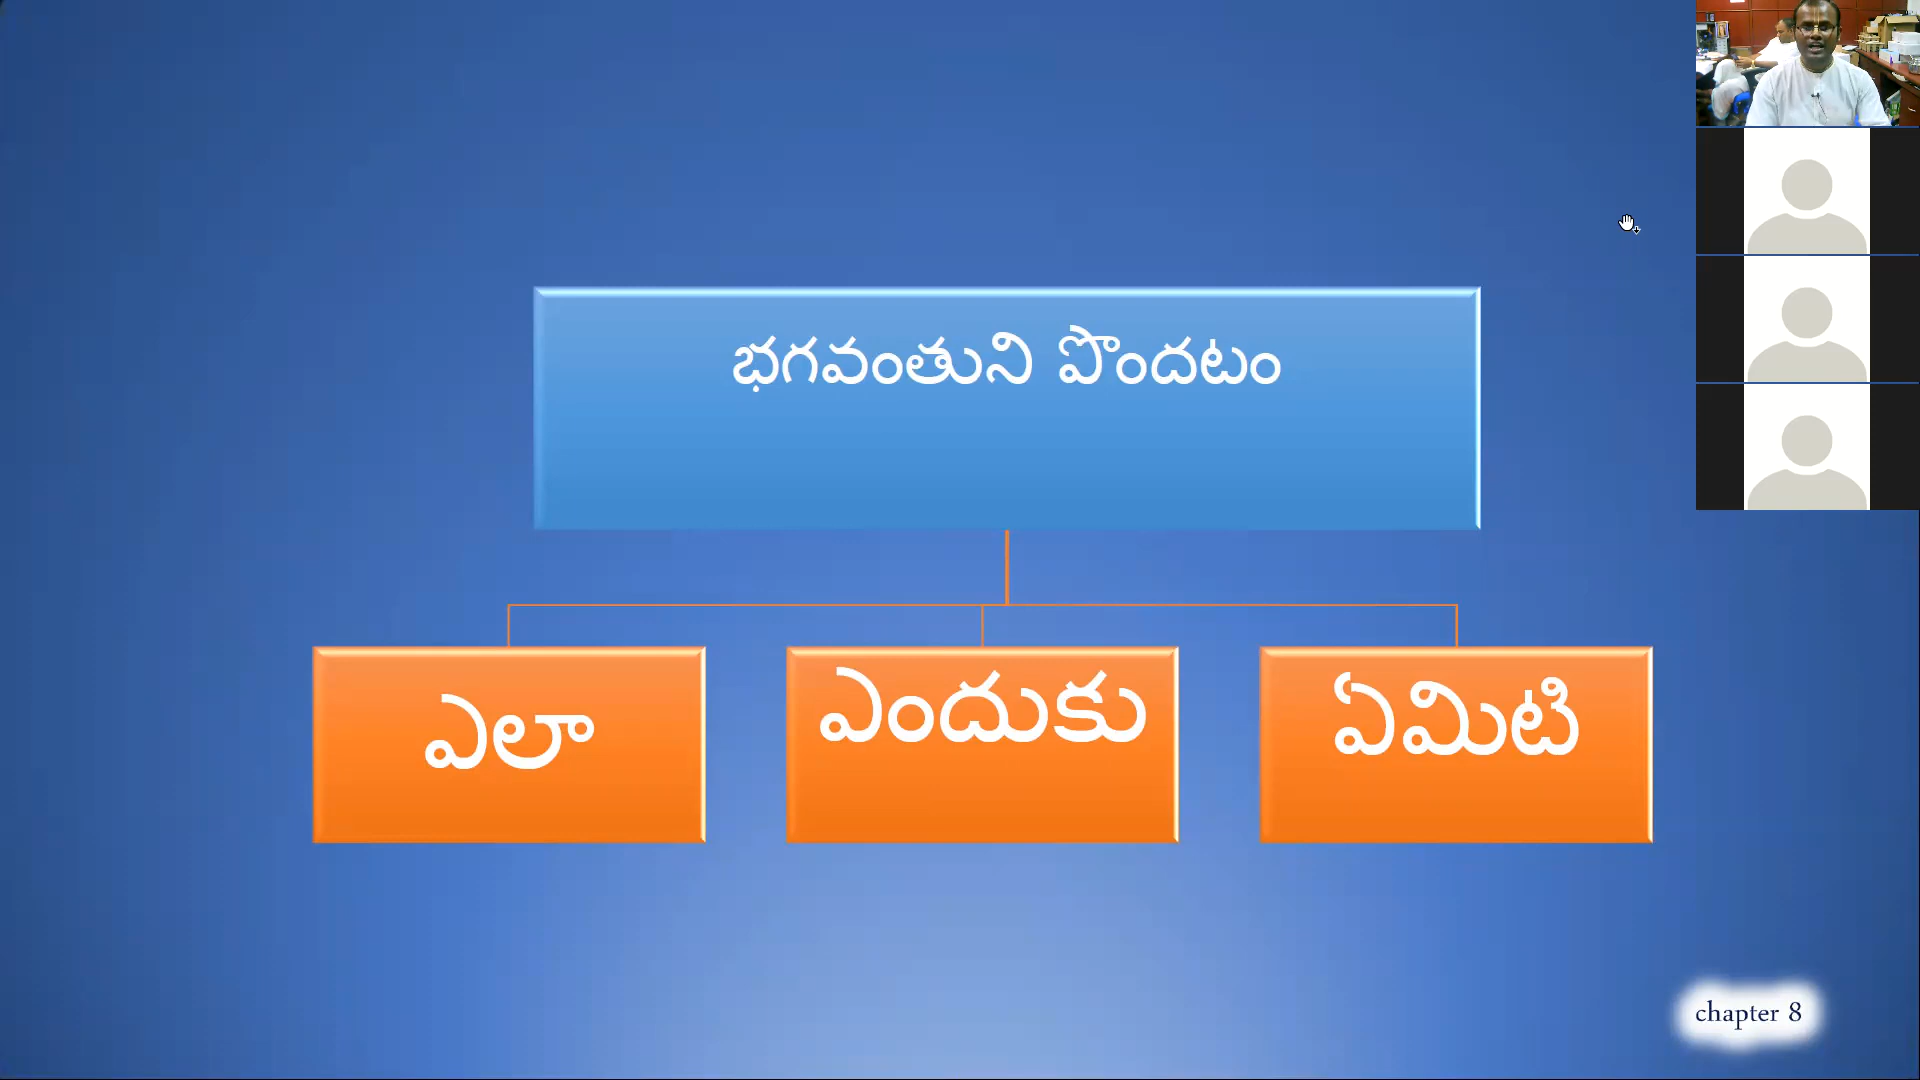 భగవంతుని పొందటం
ఎలా
ఎందుకు
ఏమిటి
chapter 8